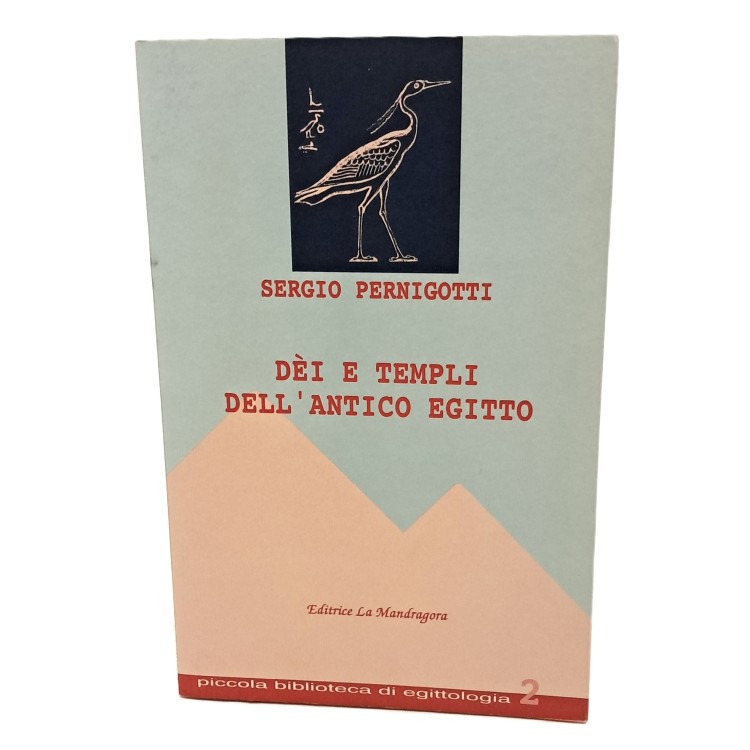 SERGIO PERNIGOTTI
DÈI E TEMPLI
DELL'ANTICO EGITTO
Editrice La Mandragora
piccola biblioteca di egittologia 2